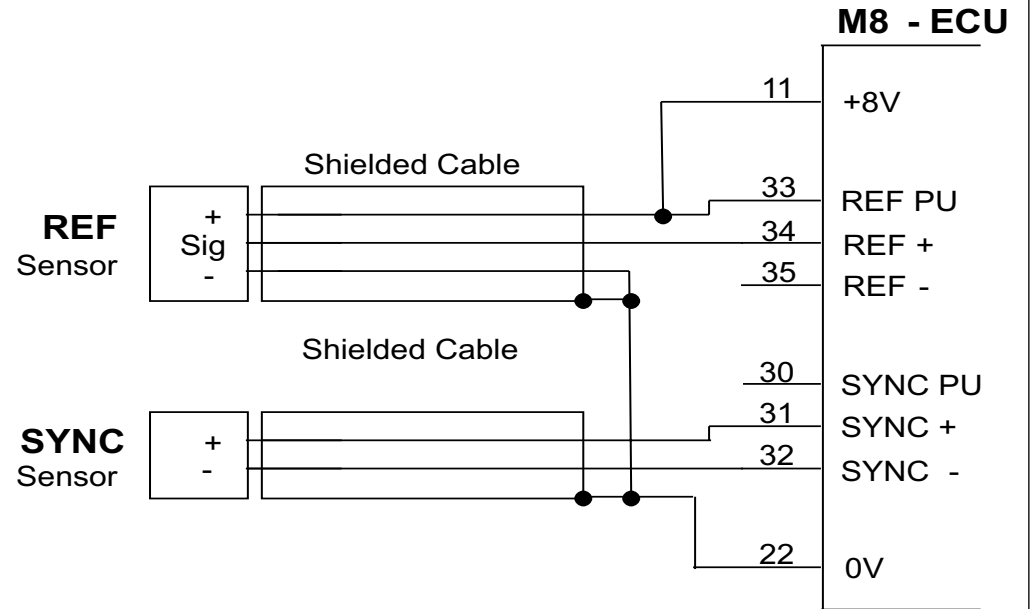 M8 - ECU
11
+8V
Shielded Cable
33
REF PU
REF
+
Sig
-
Sensor
34
REF +
35
REF -
Shielded Cable
30
SYNC PU
31
SYNC +
SYNC
+
-
Sensor
32
SYNC -
22
0V